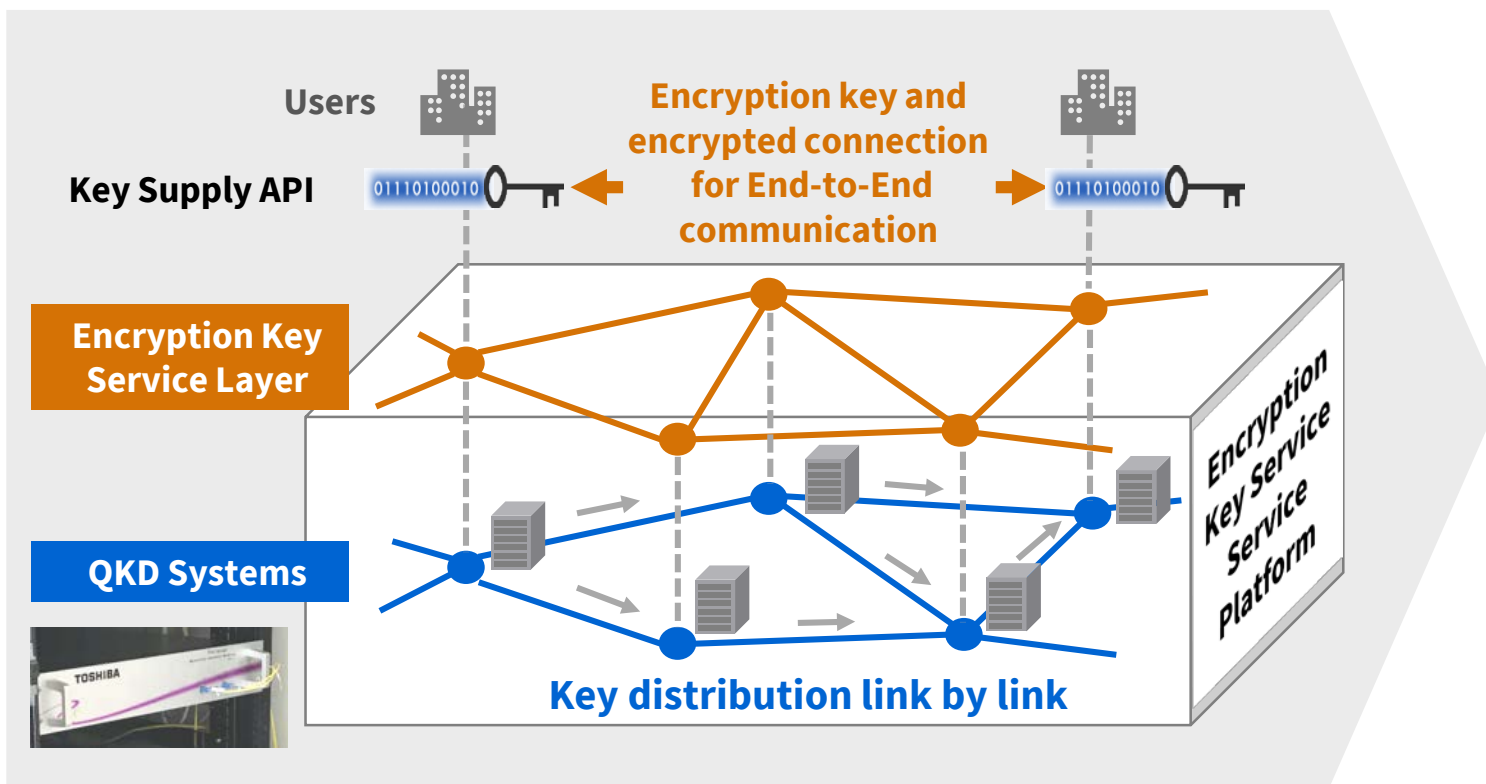 Users
Encryption key and
encrypted connection
for End-to-End
communication
Key Supply API
01110100010
01110100010
Encryption Key
Service Layer
Encryption
Key Service
Service
Platform
QKD Systems
TOSHIBA
Key distribution link by link